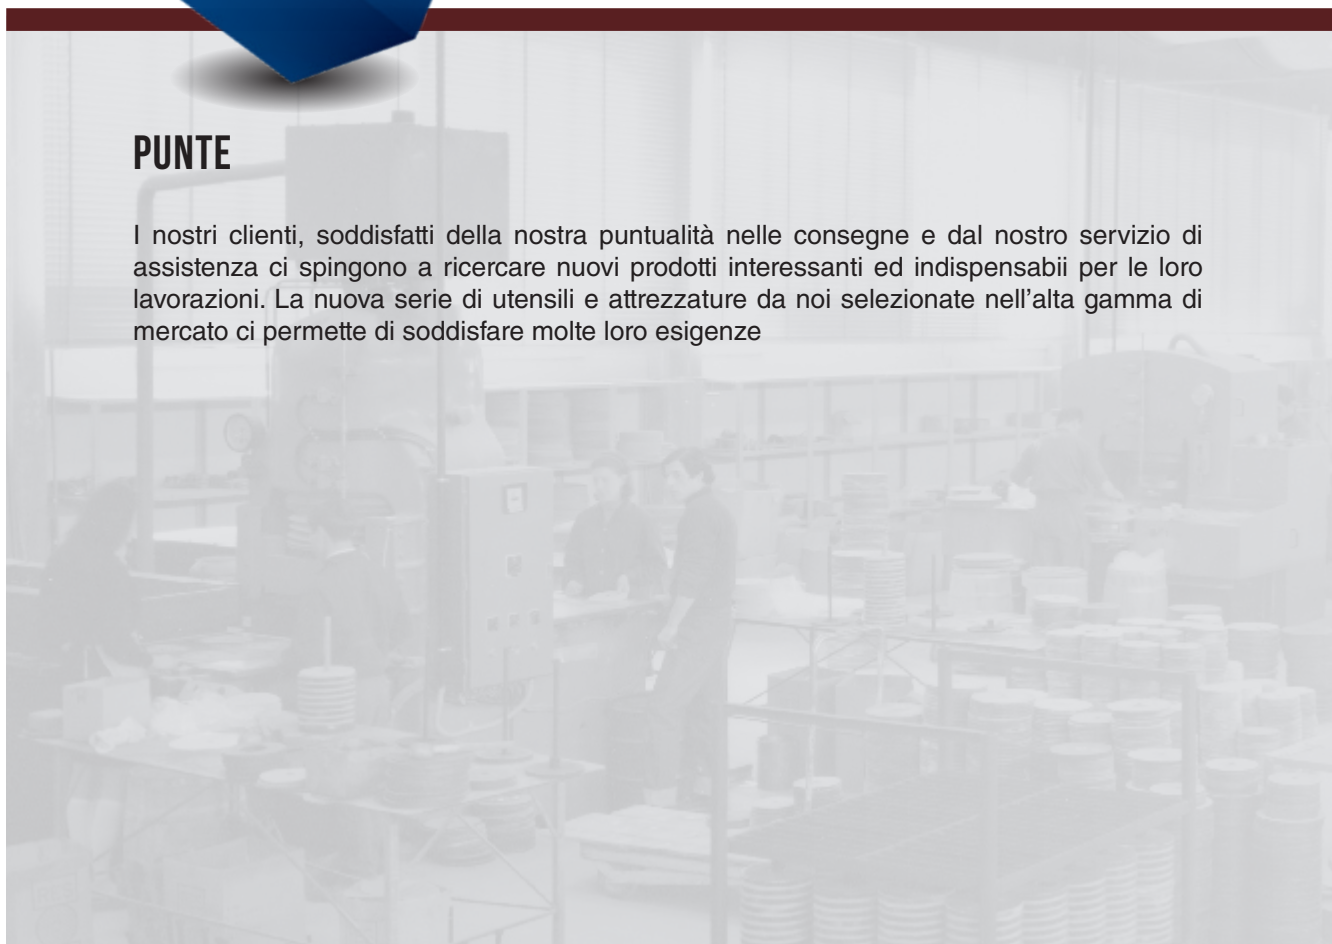 PUNTE
I nostri clienti, soddisfatti della nostra puntualità nelle consegne e dal nostro servizio di
assistenza ci spingono a ricercare nuovi prodotti interessanti ed indispensabii per le loro
lavorazioni. La nuova serie di utensili e attrezzature da noi selezionate nell’alta gamma di
mercato ci permette di soddisfare molte loro esigenze